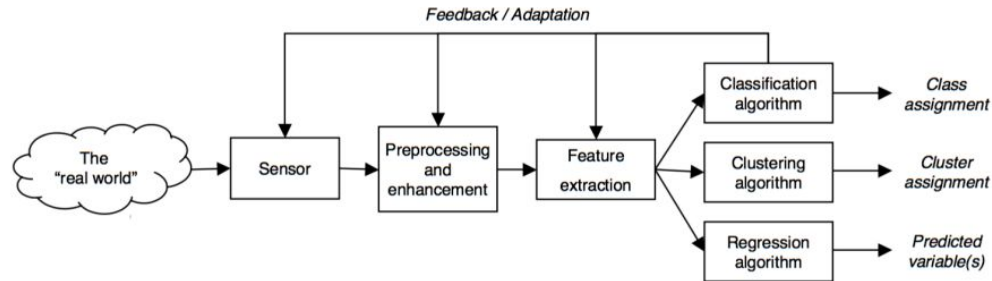 Feedback / Adaptation
The
"real world"
Sensor
Preprocessing
and
enhancement
Feature
extraction
Classification
algorithm
Class
assignment
Clustering
algorithm
Cluster
assignment
Regression
algorithm
Predicted
variable(s)